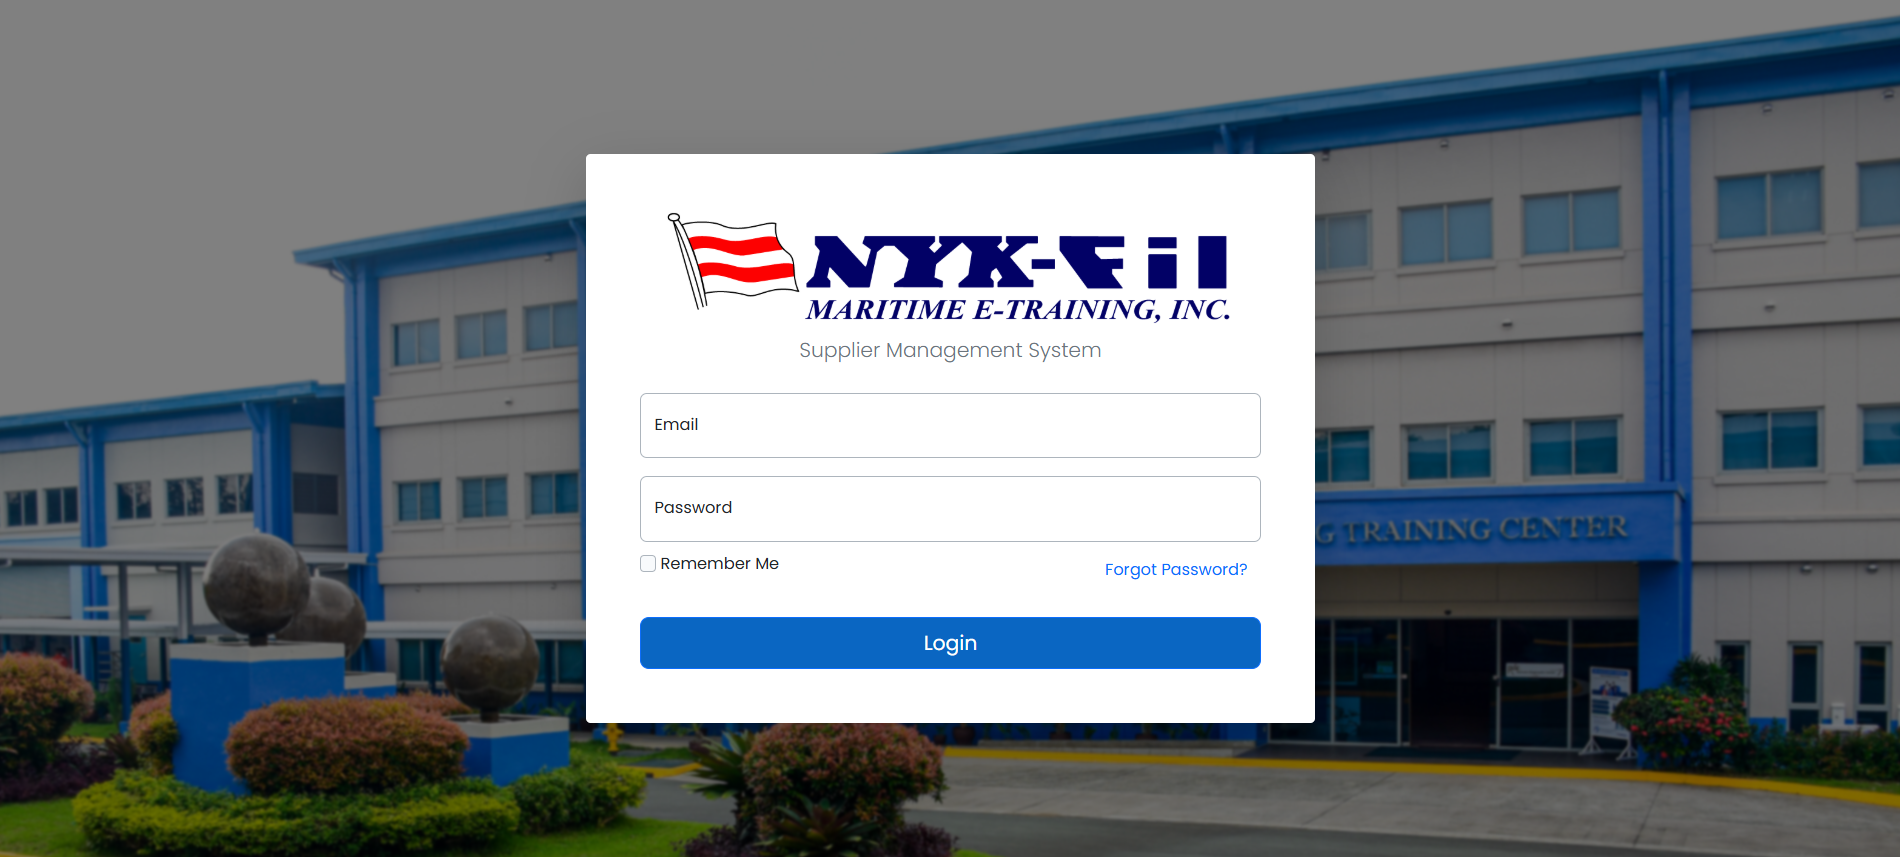 NYK-Fil
MARITIME E-TRAINING, INC.
Supplier Management System
Email
Password
Remember Me
Forgot Password?
Login
TRAINING CENTER